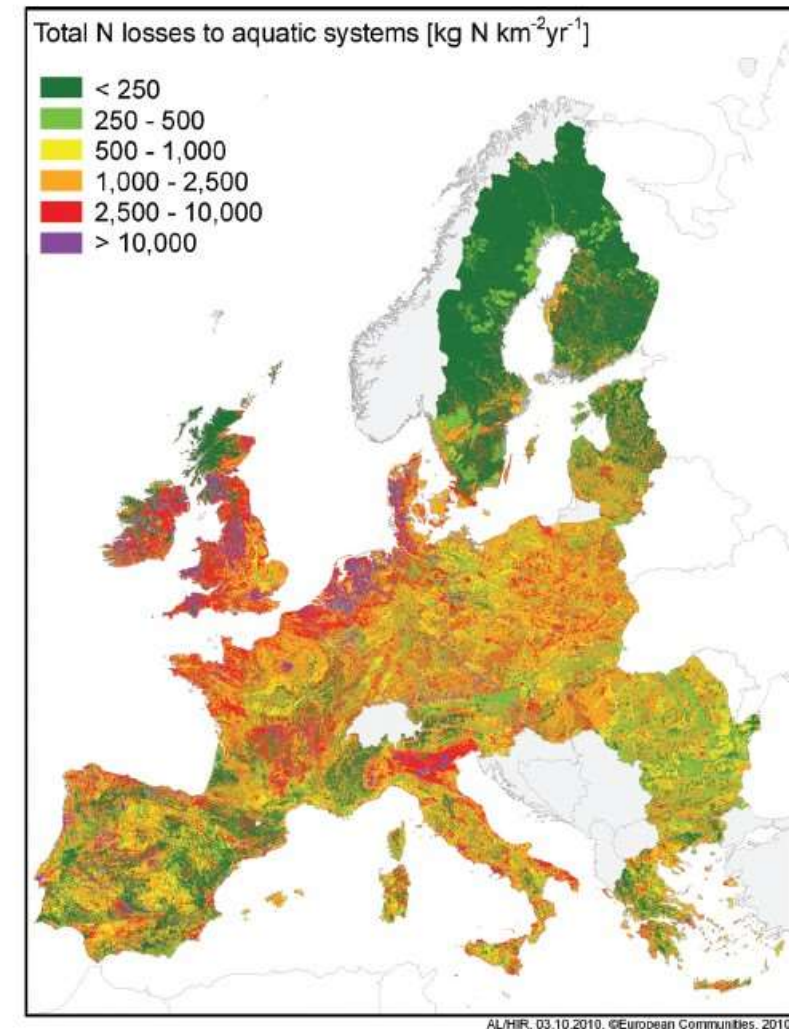 Total N losses to aquatic systems [kg N km⁻²yr⁻¹]
< 250
250 - 500
500 - 1,000
1,000 - 2,500
2,500 - 10,000
> 10,000
AL/HIR, 03.10.2010, ©European Communities, 2010